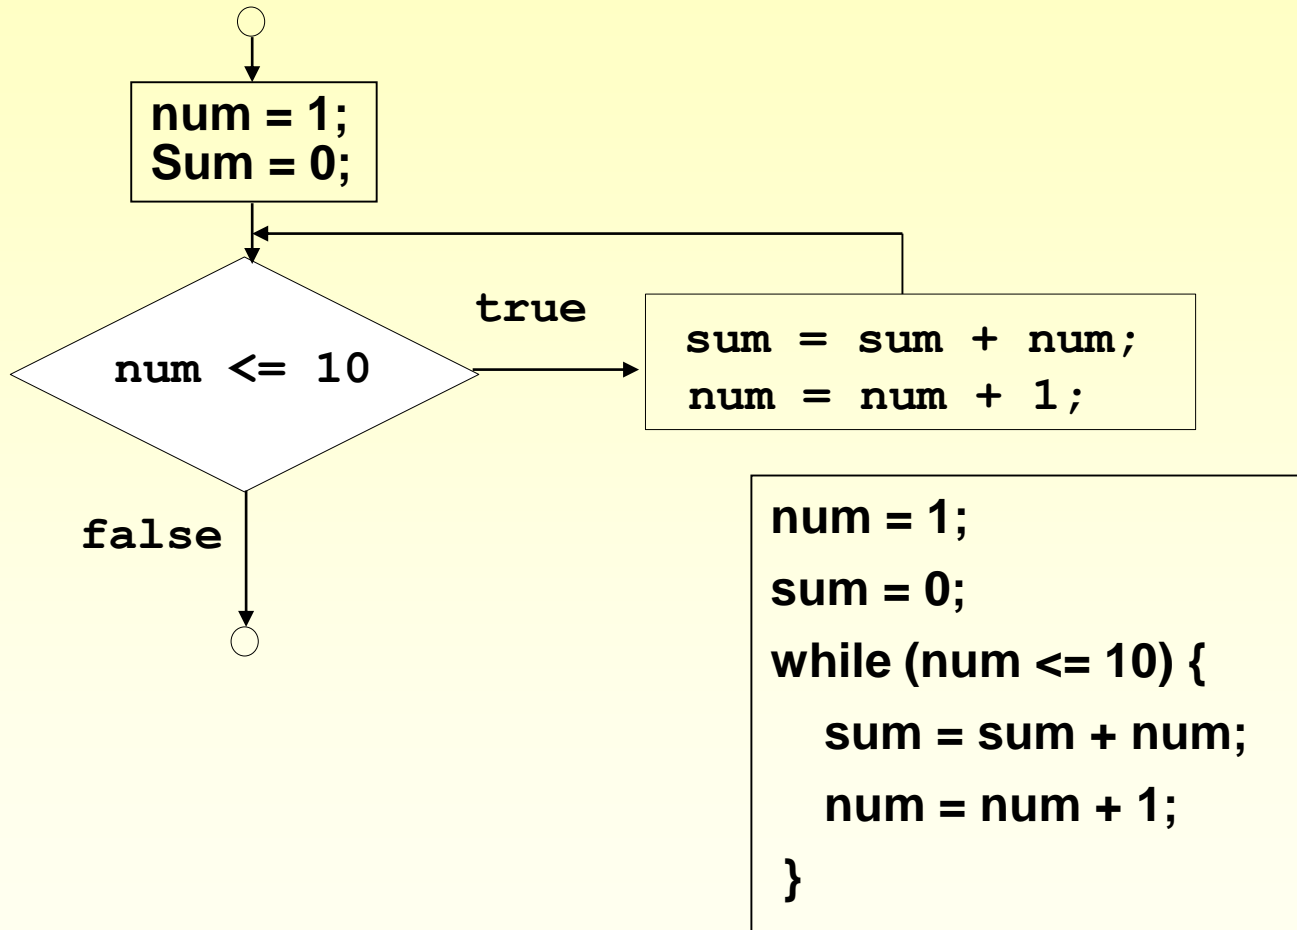 num = 1;
Sum = 0;
true
num <= 10
sum = sum + num;
num = num + 1;
false
num = 1;
sum = 0;
while (num <= 10) {
sum = sum + num;
num = num + 1;
}